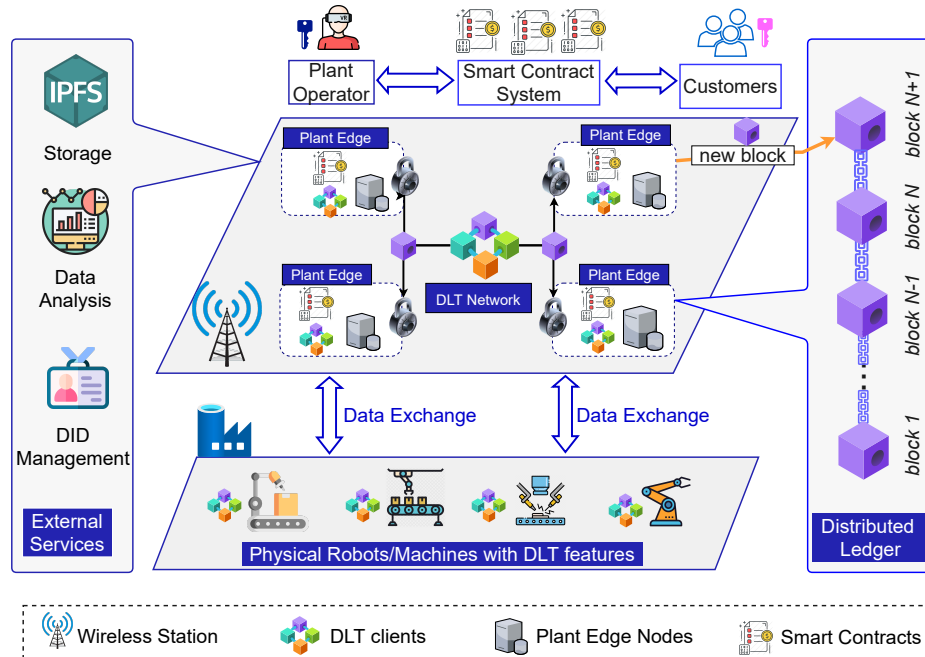 VR
Plant
Operator
Smart Contract
System
Customers
IPFS
Storage
Data
Analysis
DID
Management
External
Services
Plant Edge
Plant Edge
new block
DLT Network
Plant Edge
Plant Edge
Data Exchange
Data Exchange
Physical Robots/Machines with DLT features
block N+1
block N
block N-1
block 1
Distributed
Ledger
Wireless Station
DLT clients
Plant Edge Nodes
Smart Contracts